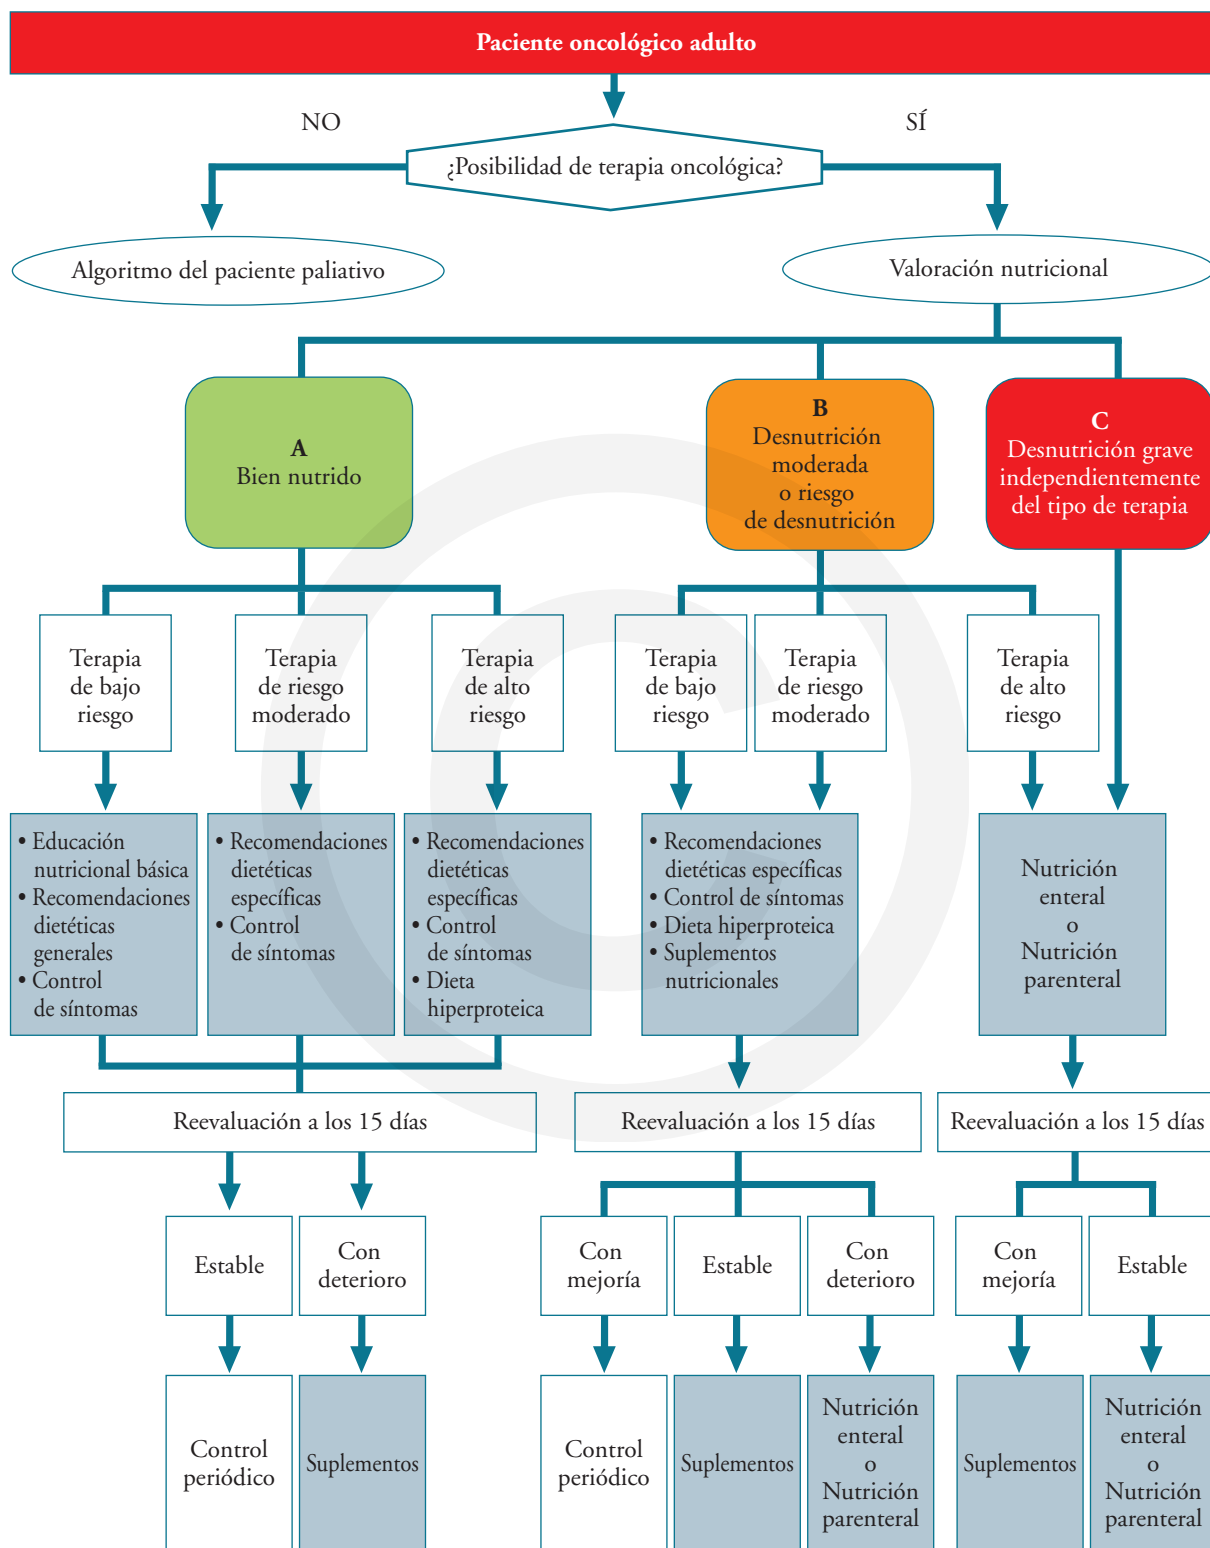 Paciente oncológico adulto
NO
SÍ
¿Posibilidad de terapia oncológica?
Algoritmo del paciente paliativo
Valoración nutricional
A
Bien nutrido
B
Desnutrición
moderada
o riesgo
de desnutrición
C
Desnutrición grave
independientemente
del tipo de terapia
Terapia
de bajo
riesgo
Terapia
de riesgo
moderado
Terapia
de alto
riesgo
Terapia
de bajo
riesgo
Terapia
de riesgo
moderado
Terapia
de alto
riesgo
• Educación
nutricional básica
• Recomendaciones
dietéticas
generales
• Control
de síntomas
• Recomendaciones
dietéticas
específicas
• Control
de síntomas
• Recomendaciones
dietéticas
específicas
• Control
de síntomas
• Dieta
hiperproteica
• Recomendaciones
dietéticas específicas
• Control de síntomas
• Dieta hiperproteica
• Suplementos
nutricionales
Nutrición
enteral
o
Nutrición
parenteral
Reevaluación a los 15 días
Reevaluación a los 15 días
Reevaluación a los 15 días
Estable
Con
deterioro
Con
mejoría
Estable
Con
deterioro
Con
mejoría
Estable
Control
periódico
Suplementos
Control
periódico
Suplementos
Nutrición
enteral
o
Nutrición
parenteral
Suplementos
Nutrición
enteral
o
Nutrición
parenteral
©